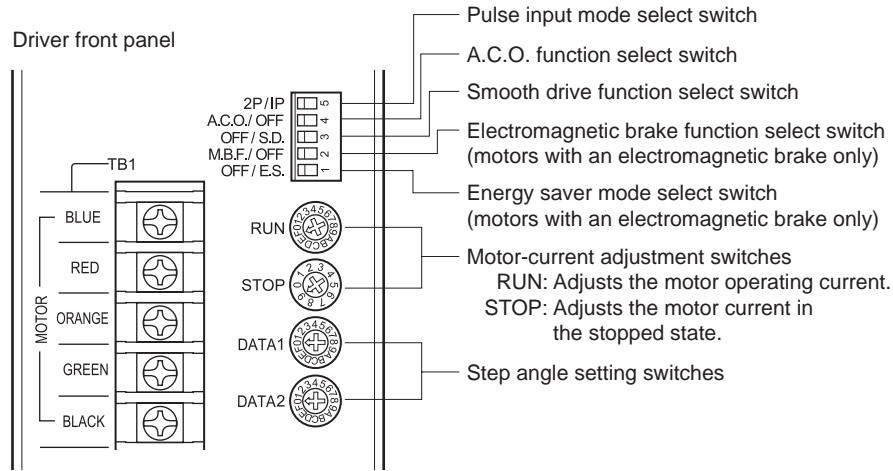 Driver front panel
Pulse input mode select switch
A.C.O. function select switch
Smooth drive function select switch
Electromagnetic brake function select switch
(motors with an electromagnetic brake only)
Energy saver mode select switch
(motors with an electromagnetic brake only)
Motor-current adjustment switches
RUN: Adjusts the motor operating current.
STOP: Adjusts the motor current in
the stopped state.
Step angle setting switches
2P/IP 5
A.C.O./ OFF 4
OFF/ S.D. 3
M.B.F./ OFF 2
OFF/ E.S. 1
TB1
MOTOR
BLUE
RED
ORANGE
GREEN
BLACK
RUN
0123456789ABCDEF
STOP
0123456789
DATA1
0123456789ABCDEF
DATA2
0123456789ABCDEF